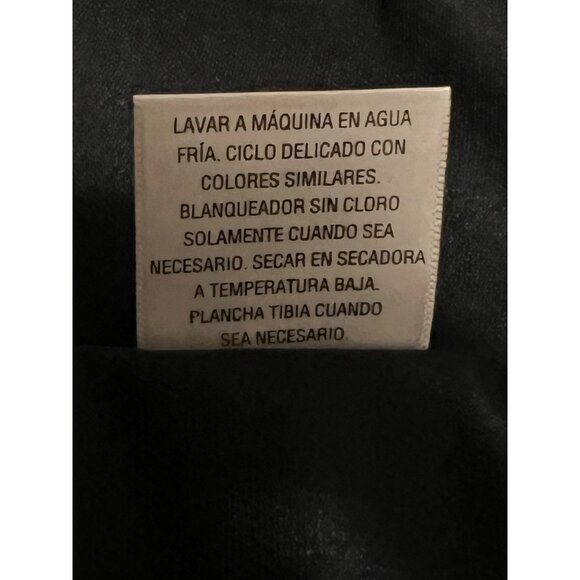 LAVAR A MÁQUINA EN AGUA
FRÍA. CICLO DELICADO CON
COLORES SIMILARES.
BLANQUEADOR SIN CLORO
SOLAMENTE CUANDO SEA
NECESARIO. SECAR EN SECADORA
A TEMPERATURA BAJA.
PLANCHA TIBIA CUANDO
SEA NECESARIO.